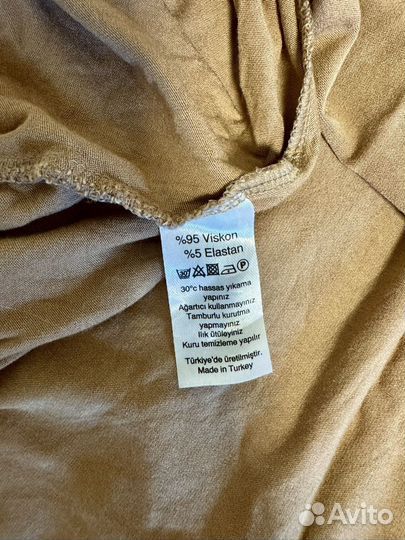 %95 Viskon
%5 Elastan
30°c hassas yıkama
yapınız
Ağartıcı kullanmayınız
Tamburlu kurutma
yapmayınız
Ilık ütüleyiniz
Kuru temizleme yapılır
Türkiye'de üretilmiştir.
Made in Turkey
Avito